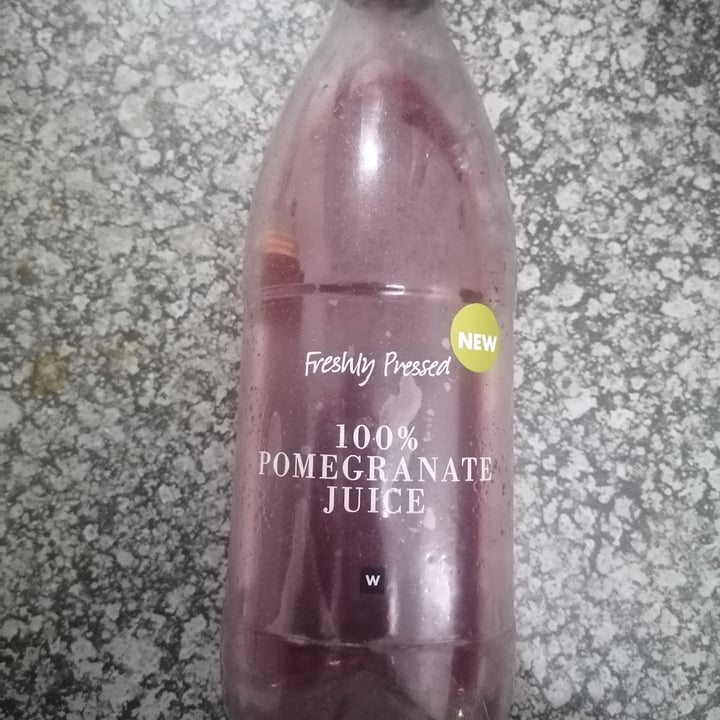 NEW
Freshly Pressed
100%
POMEGRANATE
JUICE
W